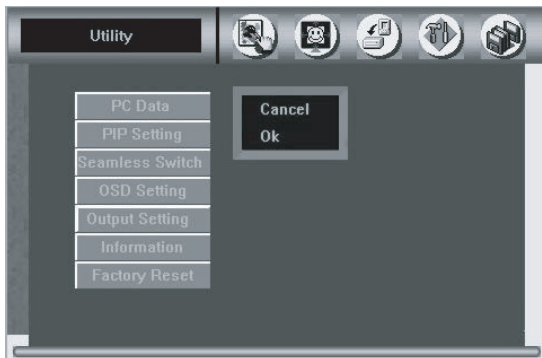 Utility
PC Data
PIP Setting
Seamless Switch
OSD Setting
Output Setting
Information
Factory Reset
Cancel
Ok